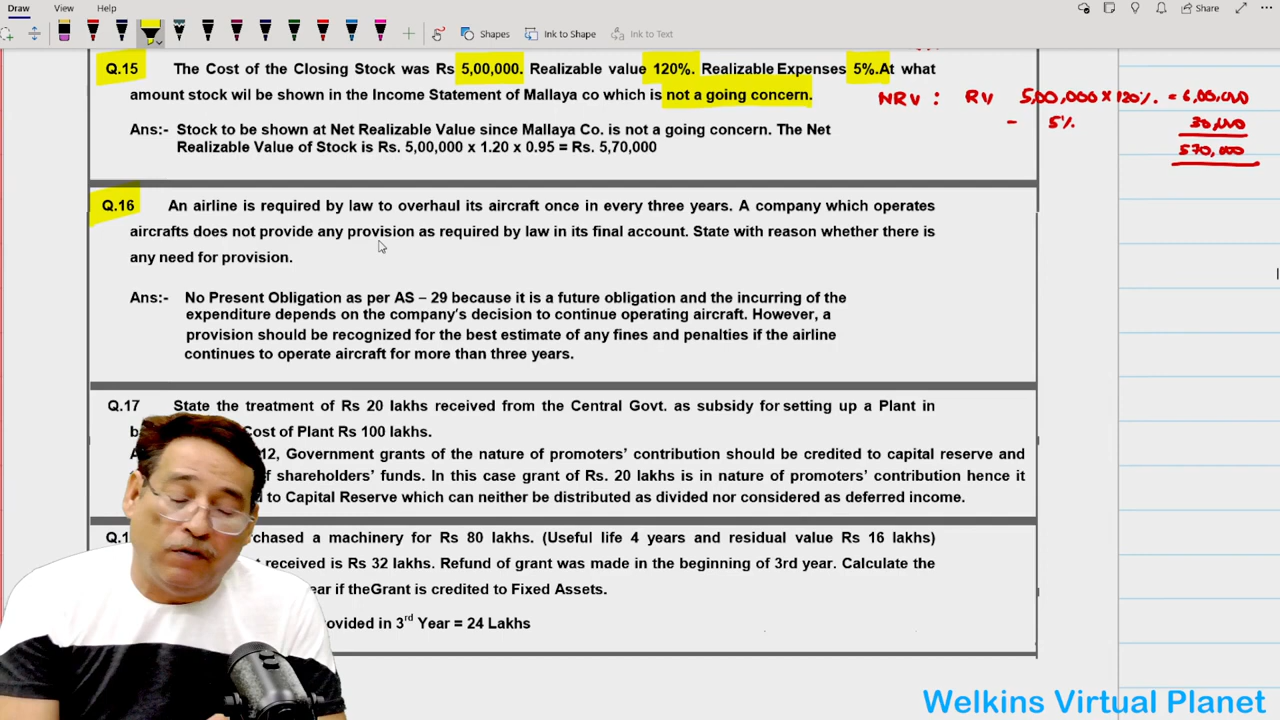 Draw View Help
Share
Shapes Ink to Shape Ink to Text
Q.15 The Cost of the Closing Stock was Rs 5,00,000. Realizable value 120%. Realizable Expenses 5%.At what
amount stock wil be shown in the Income Statement of Mallaya co which is not a going concern.
NRV : RV 5,00,000 x 120% = 6,00,000
- 5% 30,000
570,000
Ans:- Stock to be shown at Net Realizable Value since Mallaya Co. is not a going concern. The Net
Realizable Value of Stock is Rs. 5,00,000 x 1.20 x 0.95 = Rs. 5,70,000
Q.16 An airline is required by law to overhaul its aircraft once in every three years. A company which operates
aircrafts does not provide any provision as required by law in its final account. State with reason whether there is
any need for provision.
Ans:- No Present Obligation as per AS – 29 because it is a future obligation and the incurring of the
expenditure depends on the company's decision to continue operating aircraft. However, a
provision should be recognized for the best estimate of any fines and penalties if the airline
continues to operate aircraft for more than three years.
Q.17 State the treatment of Rs 20 lakhs received from the Central Govt. as subsidy for setting up a Plant in
Cost of Plant Rs 100 lakhs.
12, Government grants of the nature of promoters' contribution should be credited to capital reserve and
shareholders' funds. In this case grant of Rs. 20 lakhs is in nature of promoters' contribution hence it
to Capital Reserve which can neither be distributed as divided nor considered as deferred income.
a machinery for Rs 80 lakhs. (Useful life 4 years and residual value Rs 16 lakhs)
received is Rs 32 lakhs. Refund of grant was made in the beginning of 3rd year. Calculate the
if theGrant is credited to Fixed Assets.
in 3rd Year = 24 Lakhs
Welkins Virtual Planet